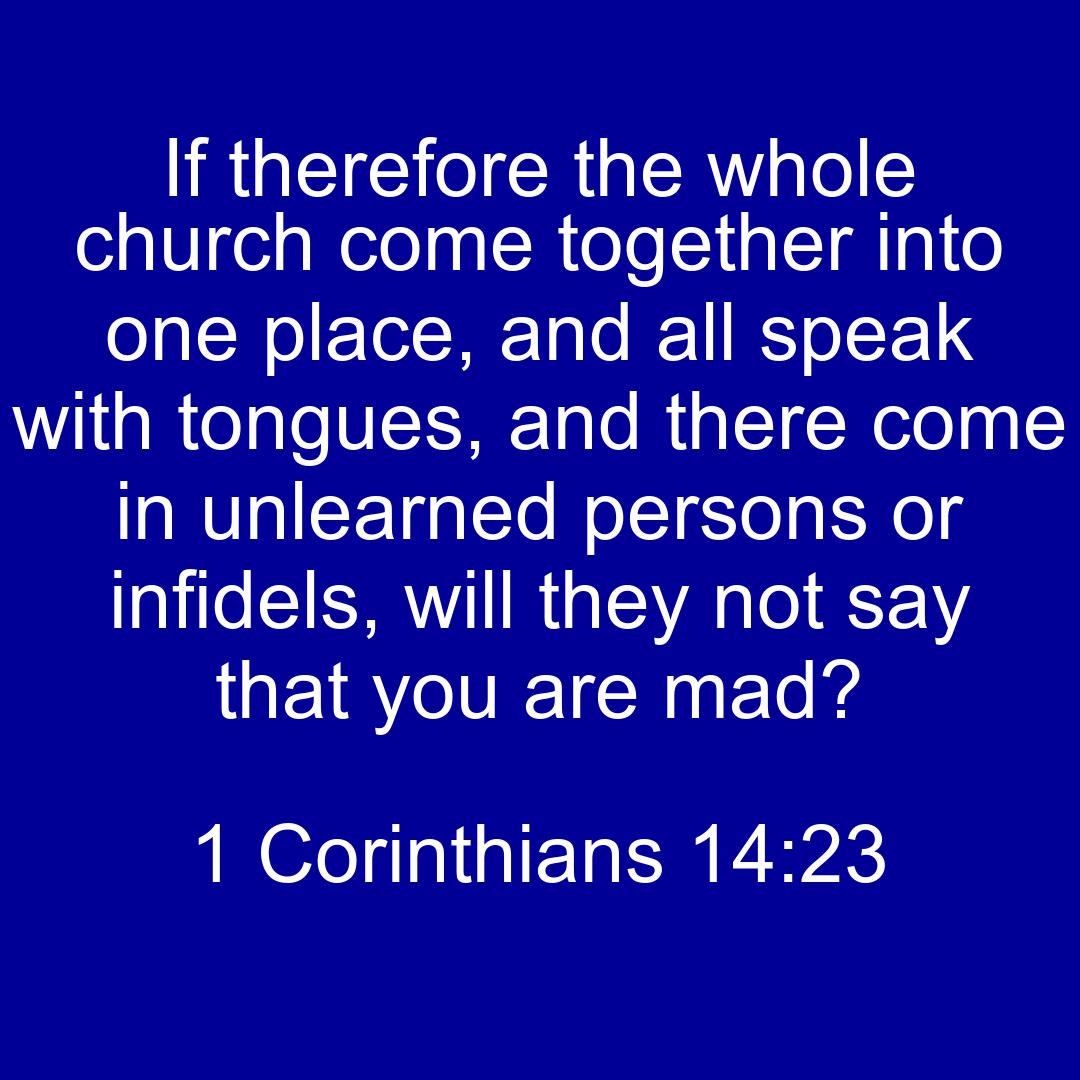 If therefore the whole
church come together into
one place, and all speak
with tongues, and there come
in unlearned persons or
infidels, will they not say
that you are mad?
1 Corinthians 14:23